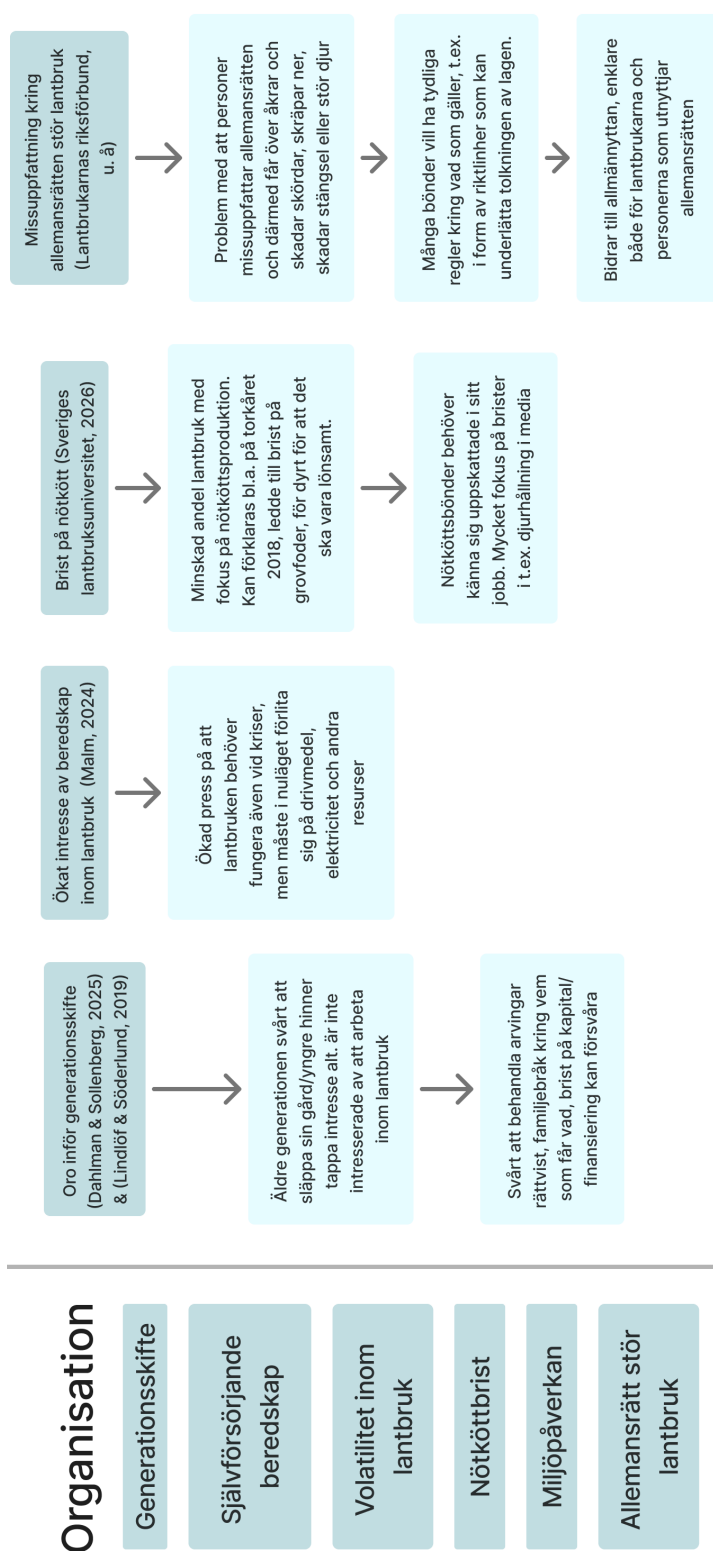 Organisation
Generationsskifte
Självförsörjande
beredskap
Volatilitet inom
lantbruk
Nötköttbrist
Miljöpåverkan
Allemansrätt stör
lantbruk
Oro inför generationsskifte
(Dahlman & Sollenberg, 2025)
& (Lindlöf & Söderlund, 2019)
Äldre generationen svårt att
släppa sin gård/yngre hinner
tappa intresse alt. är inte
intresserade av att arbeta
inom lantbruk
Svårt att behandla arvingar
rättvist, familjebråk kring vem
som får vad, brist på kapital/
finansiering kan försvåra
Ökat intresse av beredskap
inom lantbruk (Malm, 2024)
Ökad press på att
lantbruken behöver
fungera även vid kriser,
men måste i nuläget förlita
sig på drivmedel,
elektricitet och andra
resurser
Brist på nötkött (Sveriges
lantbruksuniversitet, 2026)
Minskad andel lantbruk med
fokus på nötköttsproduktion.
Kan förklaras bl.a. på torkåret
2018, ledde till brist på
grovfoder, för dyrt för att det
ska vara lönsamt.
Nötköttsbönder behöver
känna sig uppskattade i sitt
jobb. Mycket fokus på brister
i t.ex. djurhållning i media
Missuppfattning kring
allemansrätten stör lantbruk
(Lantbrukarnas riksförbund,
u. å)
Problem med att personer
missuppfattar allemansrätten
och därmed får över åkrar och
skadar skördar, skräpar ner,
skadar stängsel eller stör djur
Många bönder vill ha tydliga
regler kring vad som gäller, t.ex.
i form av riktlinher som kan
underlätta tolkningen av lagen.
Bidrar till allmännyttan, enklare
både för lantbrukarna och
personerna som utnyttjar
allemansrätten